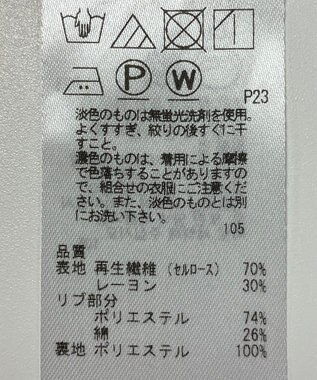 P
W
P23
淡色のものは無蛍光洗剤を使用。
よくすすぎ、絞りの後すぐに干
すこと。
濃色のものは、着用による摩擦
で色落ちすることがありますの
で、組合せの衣服にご注意くだ
さい。また、淡色のものとは別
にお洗い下さい。
105
品質
表地 再生繊維（セルロース） 70%
レーヨン 30%
リブ部分
ポリエステル 74%
綿 26%
裏地 ポリエステル 100%